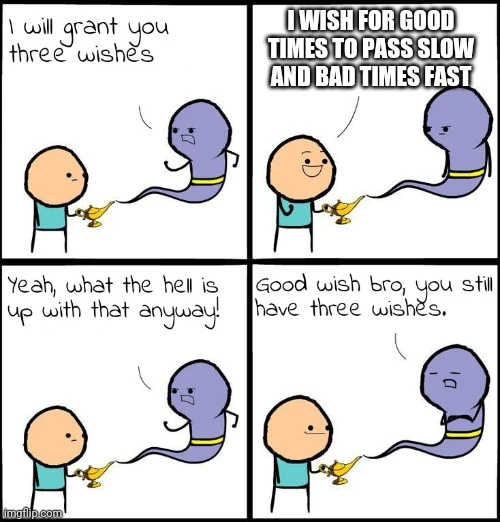 I will grant you
three wishes
I WISH FOR GOOD
TIMES TO PASS SLOW
AND BAD TIMES FAST
Yeah, what the hell is
up with that anyway!
Good wish bro, you still
have three wishes.
imgflip.com